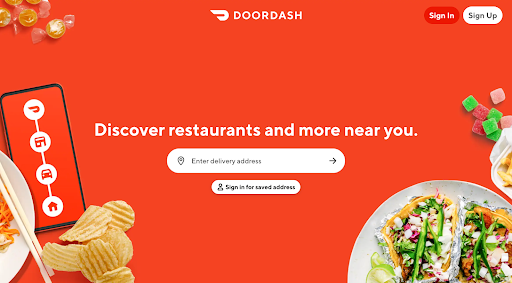 DOORDASH
Sign In
Sign Up
Discover restaurants and more near you.
Enter delivery address
Sign in for saved address